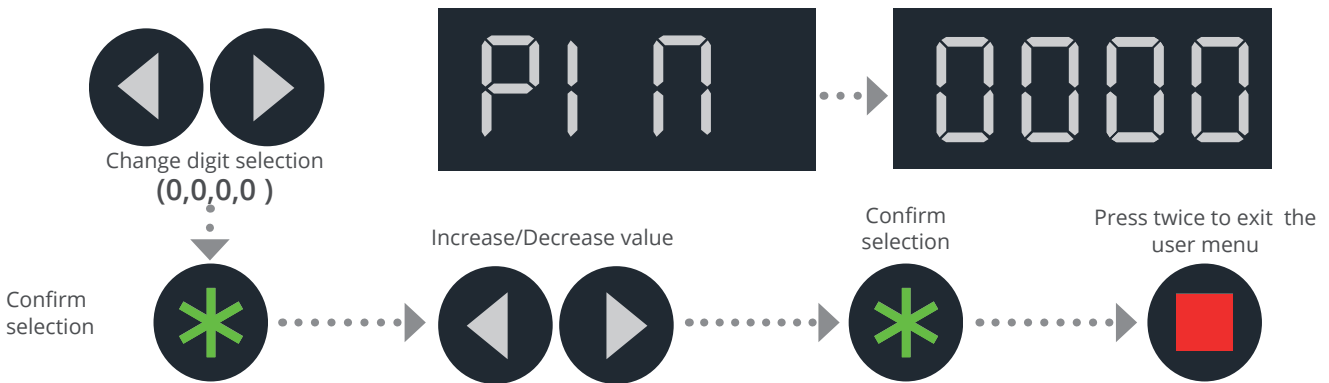 PIN
0000
Change digit selection
(0,0,0,0 )
Confirm
selection
Increase/Decrease value
Confirm
selection
Press twice to exit the
user menu